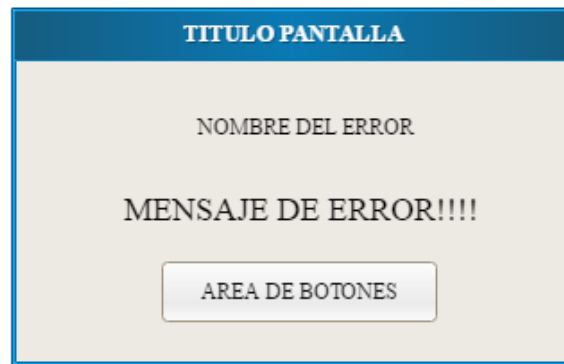 TITULO PANTALLA
NOMBRE DEL ERROR
MENSAJE DE ERROR!!!!
AREA DE BOTONES